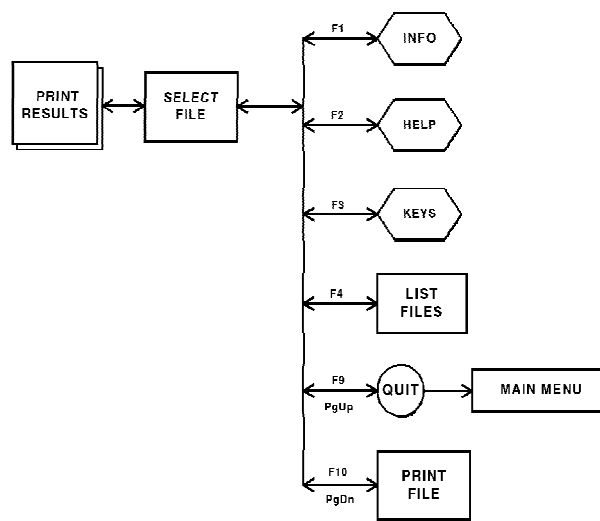 PRINT
RESULTS
SELECT
FILE
F1
INFO
F2
HELP
F3
KEYS
F4
LIST
FILES
F9
PgUp
QUIT
MAIN MENU
F10
PgDn
PRINT
FILE